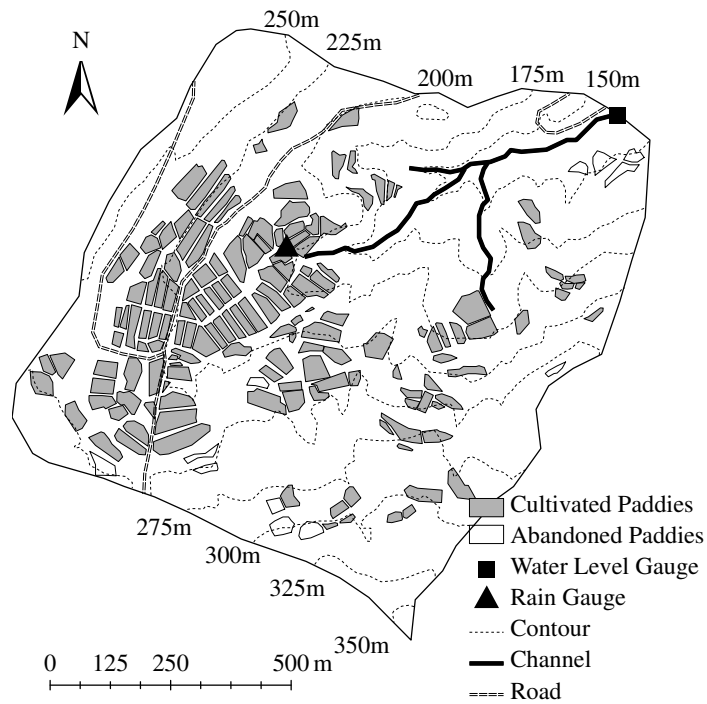 250m
225m
N
200m
175m
150m
Cultivated Paddies
Abandoned Paddies
275m
Water Level Gauge
300m
Rain Gauge
325m
Contour
350m
Channel
0 125 250 500 m
Road